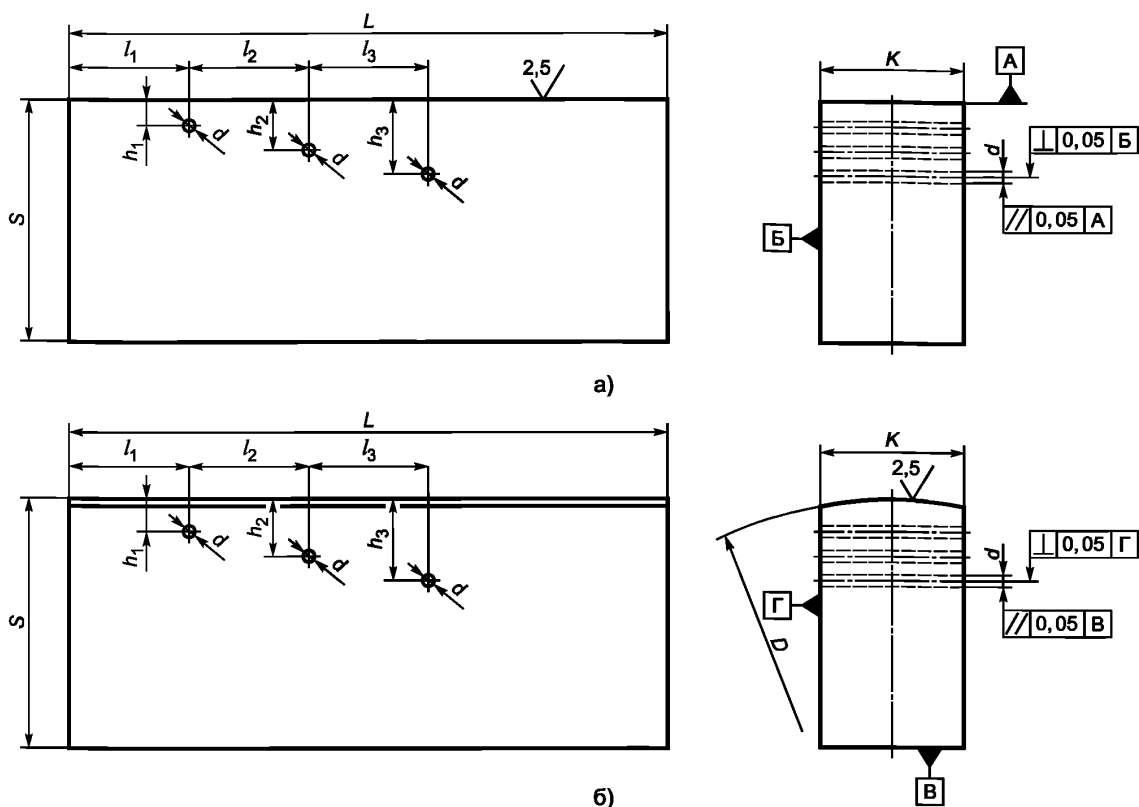 L
l₁ l₂ l₃
2,5
S
h₁ d h₂ d h₃ d
K
А
d
⊥ 0,05 Б
Б
// 0,05 А
а)
L
l₁ l₂ l₃
S
h₁ d h₂ d h₃ d
K
2,5
d
⊥ 0,05 Г
Г
// 0,05 В
D
В
б)